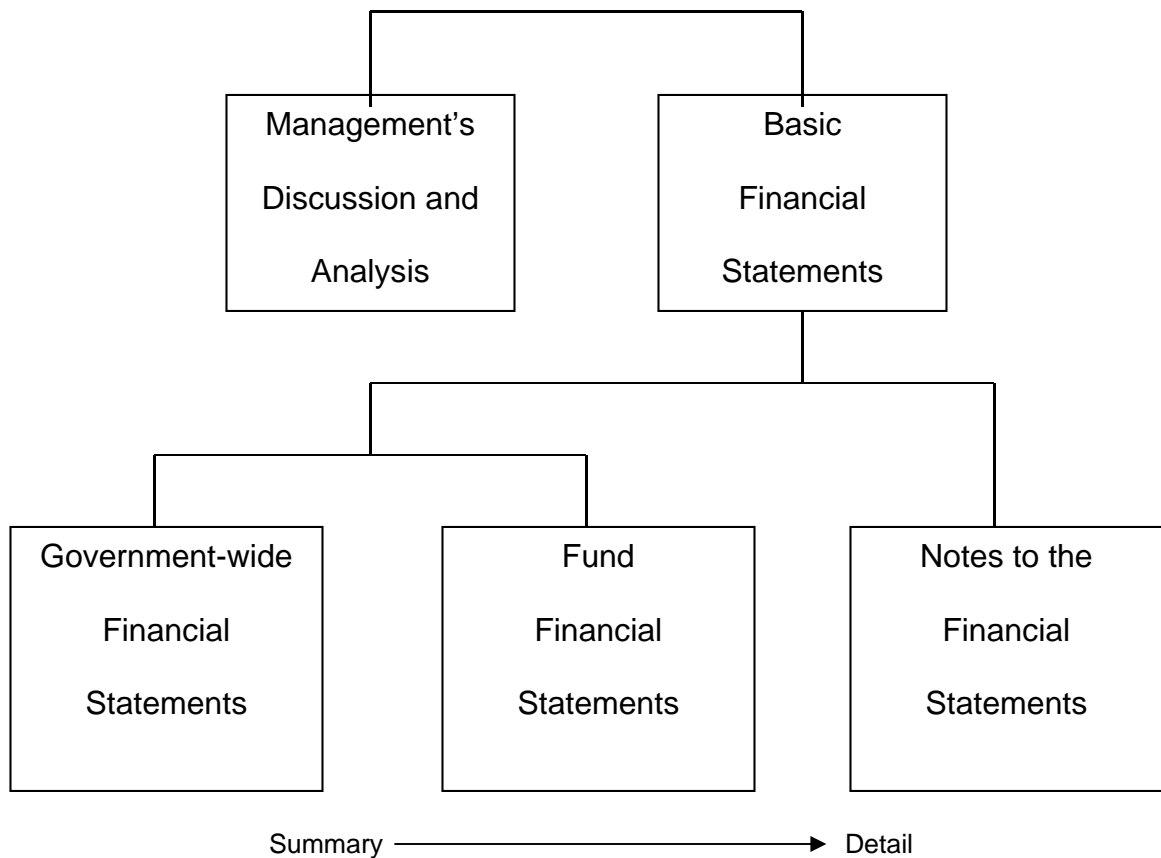 Management’s
Discussion and
Analysis
Basic
Financial
Statements
Government-wide
Financial
Statements
Fund
Financial
Statements
Notes to the
Financial
Statements
Summary
Detail